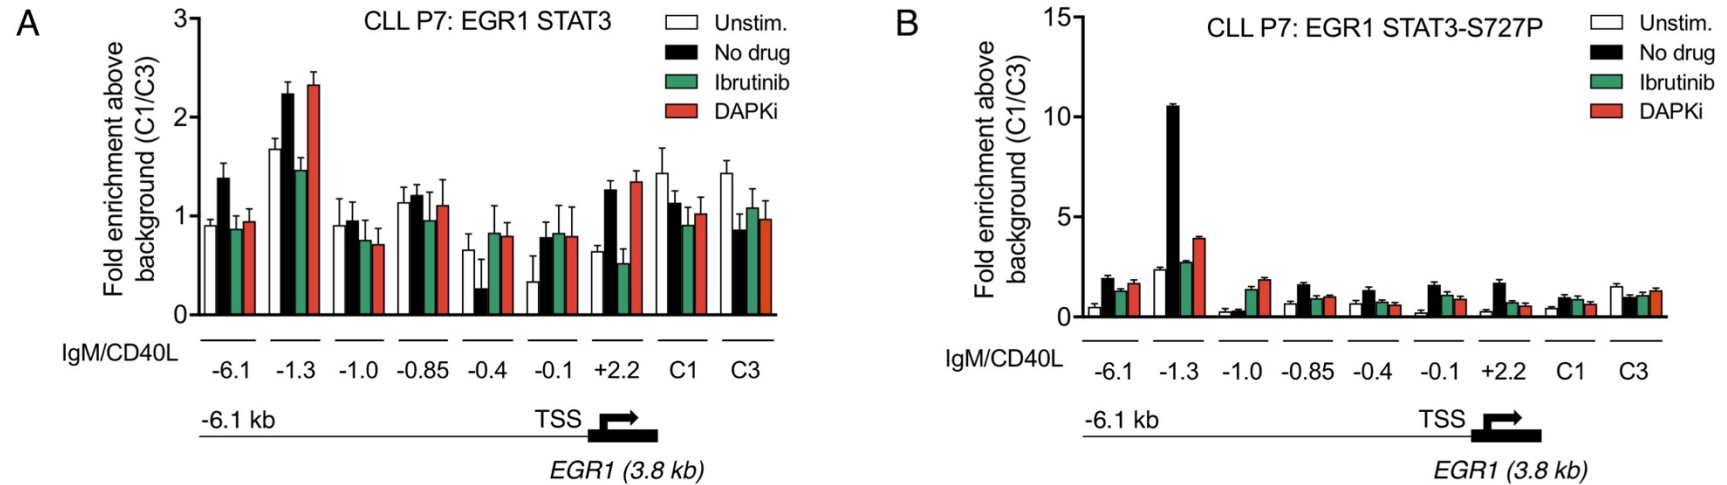 A
CLL P7: EGR1 STAT3
Fold enrichment above
background (C1/C3)
3
2
1
0
Unstim.
No drug
Ibrutinib
DAPKi
IgM/CD40L
-6.1 -1.3 -1.0 -0.85 -0.4 -0.1 +2.2 C1 C3
-6.1 kb
TSS
EGR1 (3.8 kb)
B
CLL P7: EGR1 STAT3-S727P
Fold enrichment above
background (C1/C3)
15
10
5
0
Unstim.
No drug
Ibrutinib
DAPKi
IgM/CD40L
-6.1 -1.3 -1.0 -0.85 -0.4 -0.1 +2.2 C1 C3
-6.1 kb
TSS
EGR1 (3.8 kb)